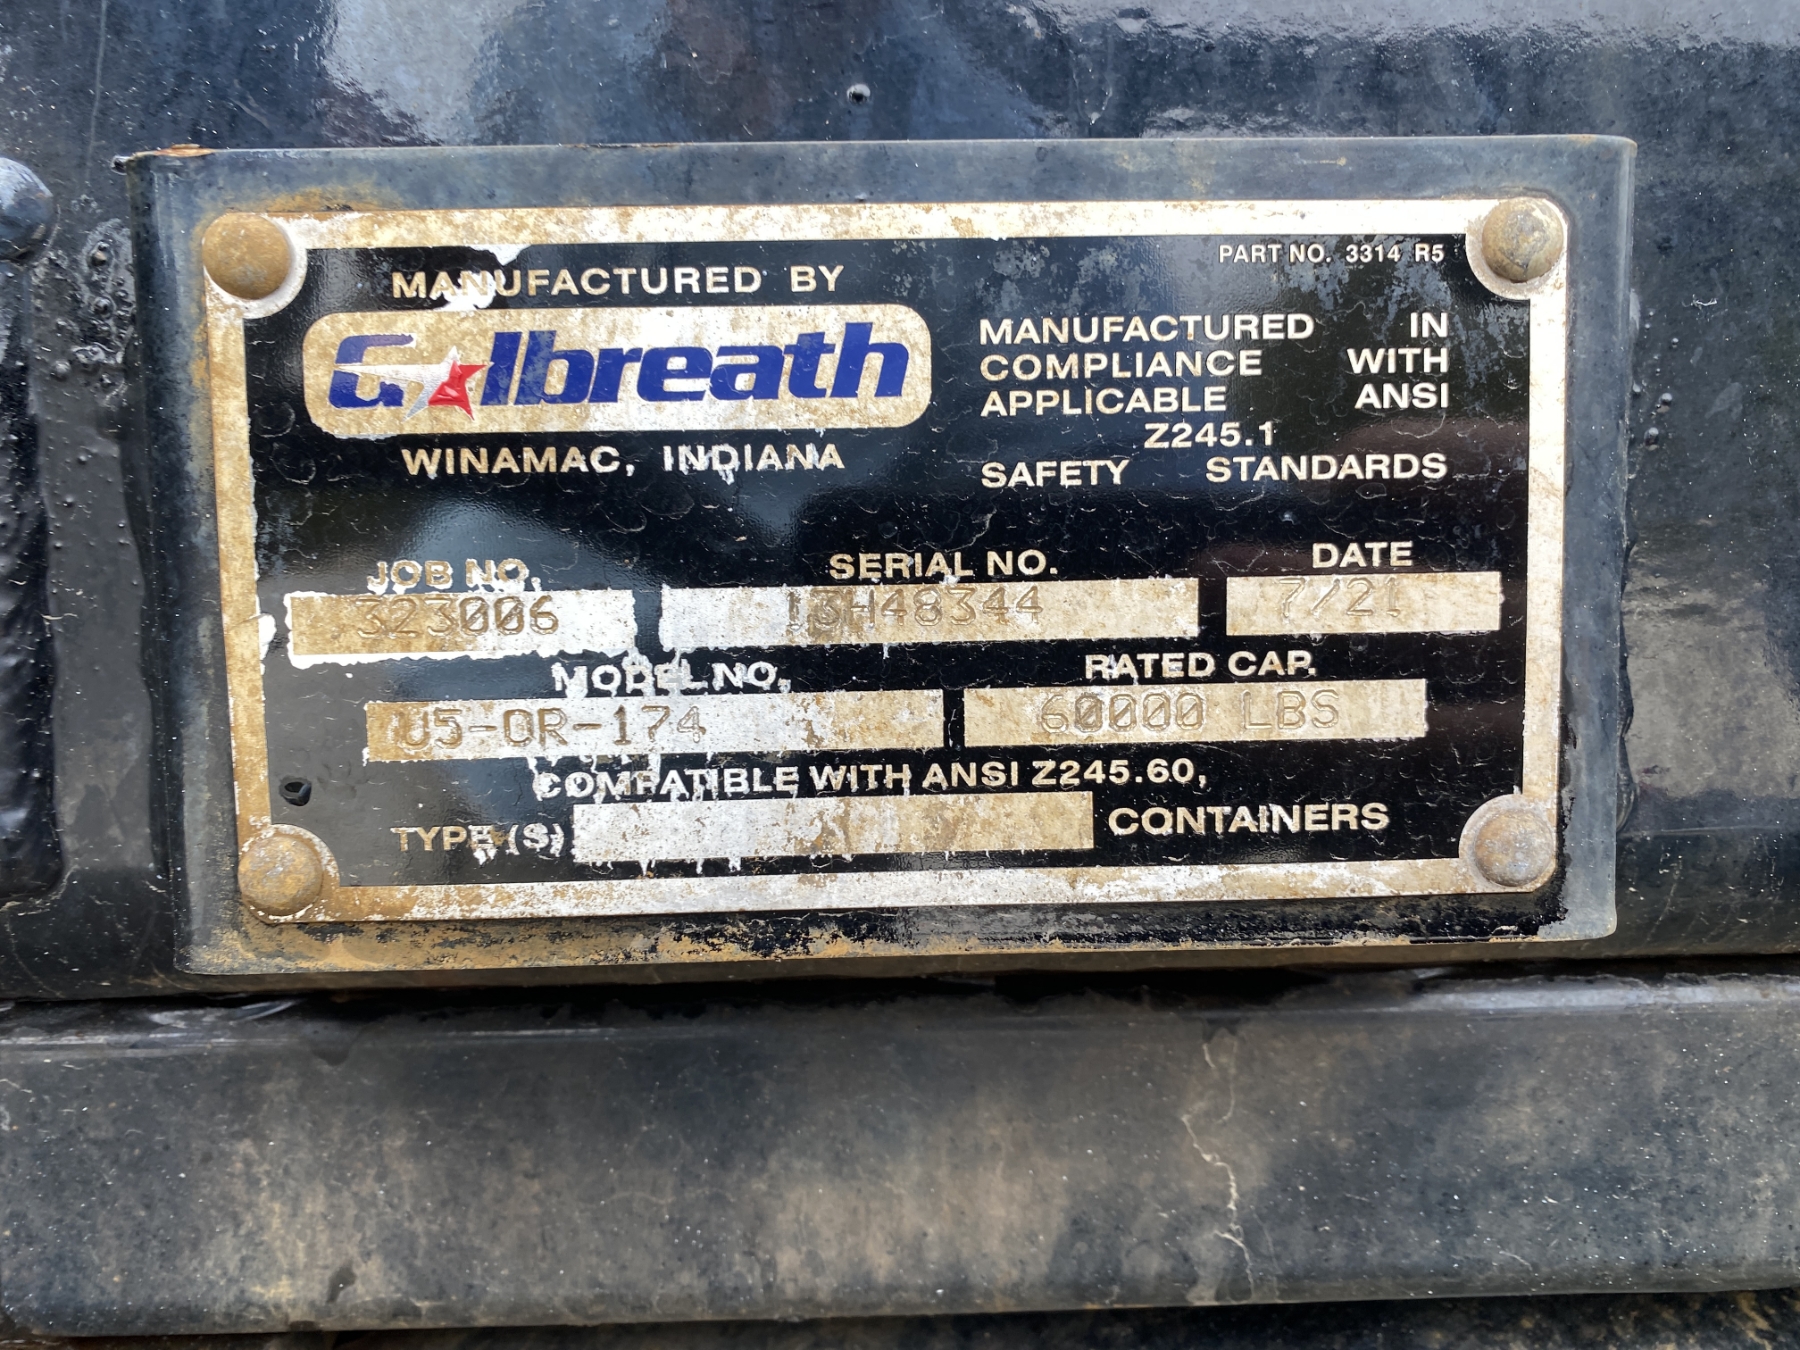 PART NO. 3314 R5
MANUFACTURED BY
Galbreath
WINAMAC, INDIANA
MANUFACTURED IN
COMPLIANCE WITH
APPLICABLE ANSI
Z245.1
SAFETY STANDARDS
JOB NO. SERIAL NO. DATE
323006 13H48344 7/21
MODEL NO. RATED CAP.
U5-OR-174 60000 LBS
COMPATIBLE WITH ANSI Z245.60,
TYPE (S) CONTAINERS